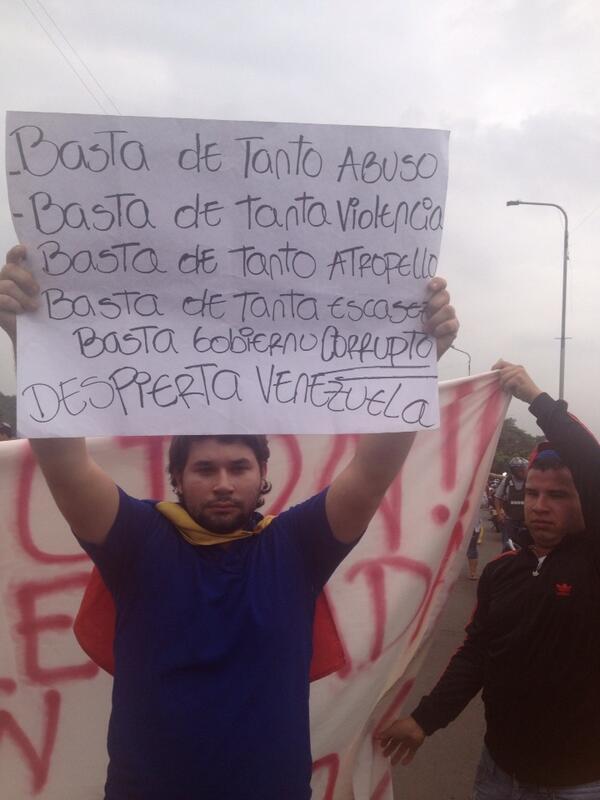 -BASTA DE TANTO ABUSO
-BASTA DE TANTA VIOLENCIA
BASTA DE TANTO ATROPELLO
BASTA DE TANTA ESCASEZ
BASTA GOBIERNO CORRUPTO
DESPIERTA VENEZUELA